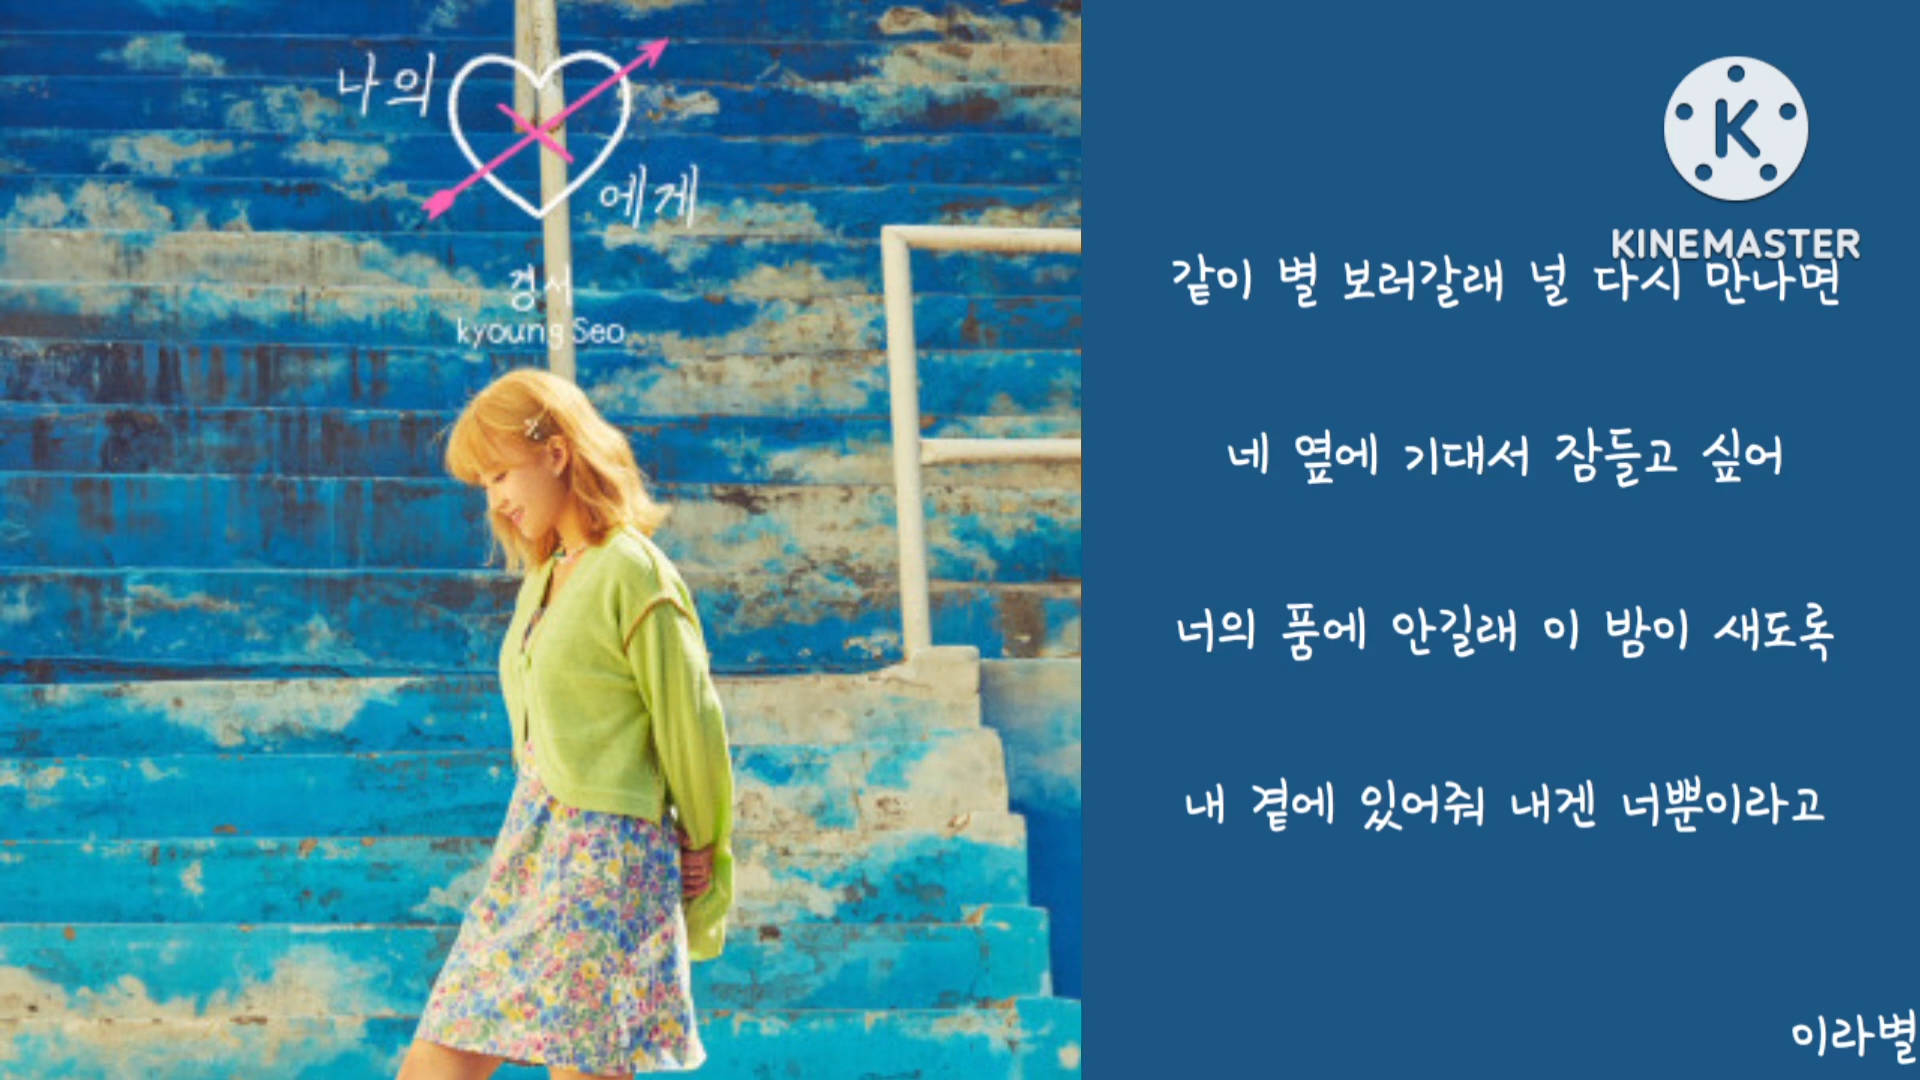 나의
에게
경서
kyoung Seo
KINEMASTER
같이 별 보러갈래 널 다시 만나면
네 옆에 기대서 잠들고 싶어
너의 품에 안길래 이 밤이 새도록
내 곁에 있어줘 내겐 너뿐이라고
이라별